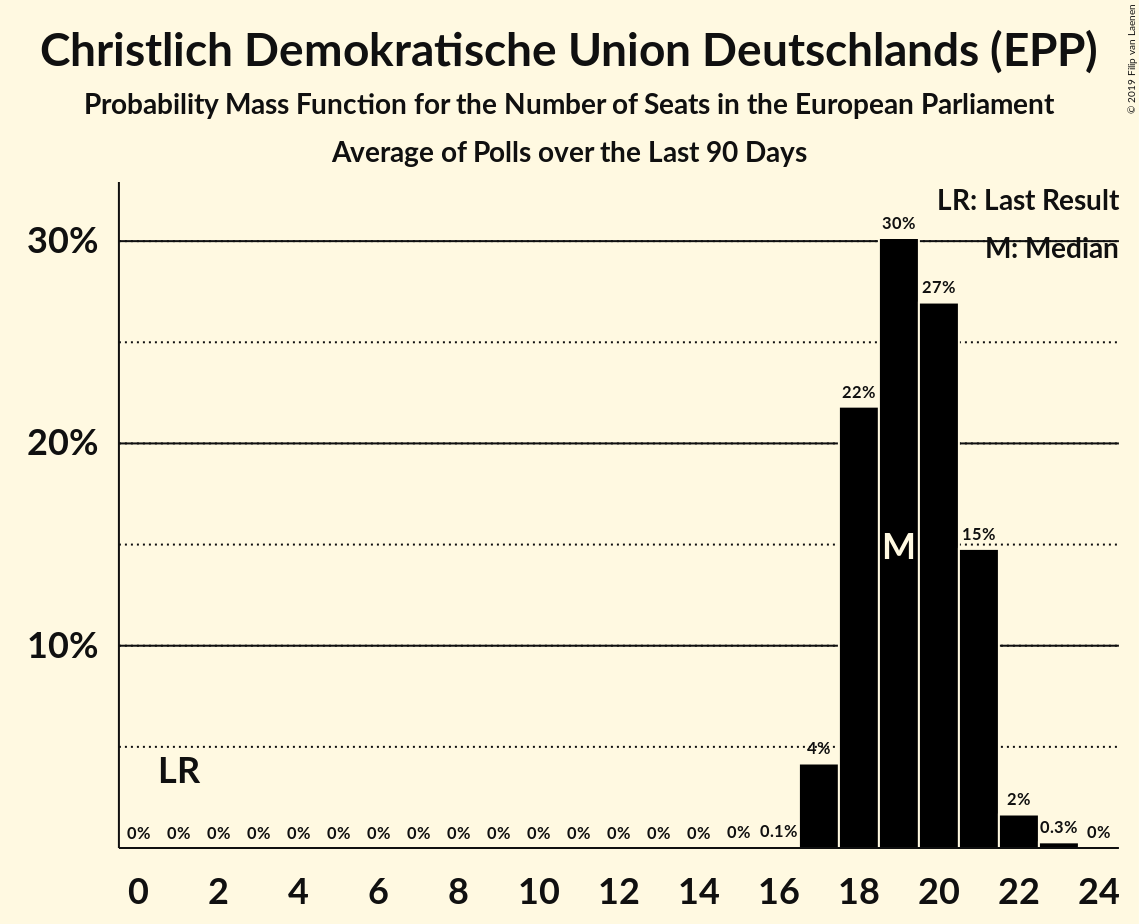 Christlich Demokratische Union Deutschlands (EPP)
Probability Mass Function for the Number of Seats in the European Parliament
Average of Polls over the Last 90 Days
© 2019 Filip van Laenen
LR: Last Result
M: Median
30%
20%
10%
30%
27%
22%
15%
M
4%
LR
2%
0% 0% 0% 0% 0% 0% 0% 0% 0% 0% 0% 0% 0% 0% 0% 0% 0.1% 0.3% 0%
0 2 4 6 8 10 12 14 16 18 20 22 24